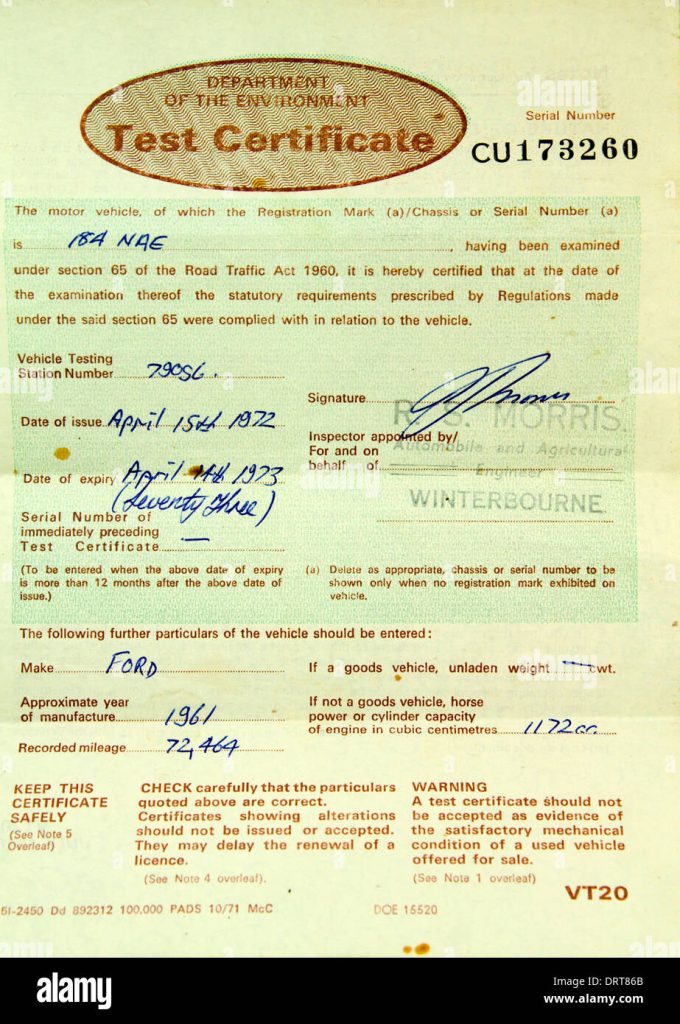 DEPARTMENT
OF THE ENVIRONMENT
Test Certificate
Serial Number
CU173260
The motor vehicle, of which the Registration Mark (a)/Chassis or Serial Number (a)
is 184 NAE, having been examined
under section 65 of the Road Traffic Act 1960, it is hereby certified that at the date of
the examination thereof the statutory requirements prescribed by Regulations made
under the said section 65 were complied with in relation to the vehicle.
Vehicle Testing
Station Number 79056.
Date of issue April 15th 1972
Date of expiry April 14th 1973
(Seventy Three)
Serial Number of
immediately preceding
Test Certificate —
(To be entered when the above date of expiry
is more than 12 months after the above date of
issue.)
Signature
R. S. MORRIS
Inspector appointed by/
For and on
behalf of
Automobile and Agricultural
Engineer
WINTERBOURNE
(a) Delete as appropriate, chassis or serial number to be
shown only when no registration mark exhibited on
vehicle.
The following further particulars of the vehicle should be entered:
Make FORD
If a goods vehicle, unladen weight — cwt.
Approximate year
of manufacture 1961
If not a goods vehicle, horse
power or cylinder capacity
of engine in cubic centimetres 1172cc.
Recorded mileage 72,464
KEEP THIS
CERTIFICATE
SAFELY
(See Note 5
Overleaf)
CHECK carefully that the particulars
quoted above are correct.
Certificates showing alterations
should not be issued or accepted.
They may delay the renewal of a
licence.
(See Note 4 overleaf).
WARNING
A test certificate should not
be accepted as evidence of
the satisfactory mechanical
condition of a used vehicle
offered for sale.
(See Note 1 overleaf)
VT20
51-2450 Dd 892312 100,000 PADS 10/71 McC
DOE 15520
alamy
Image ID: DRT86B
www.alamy.com